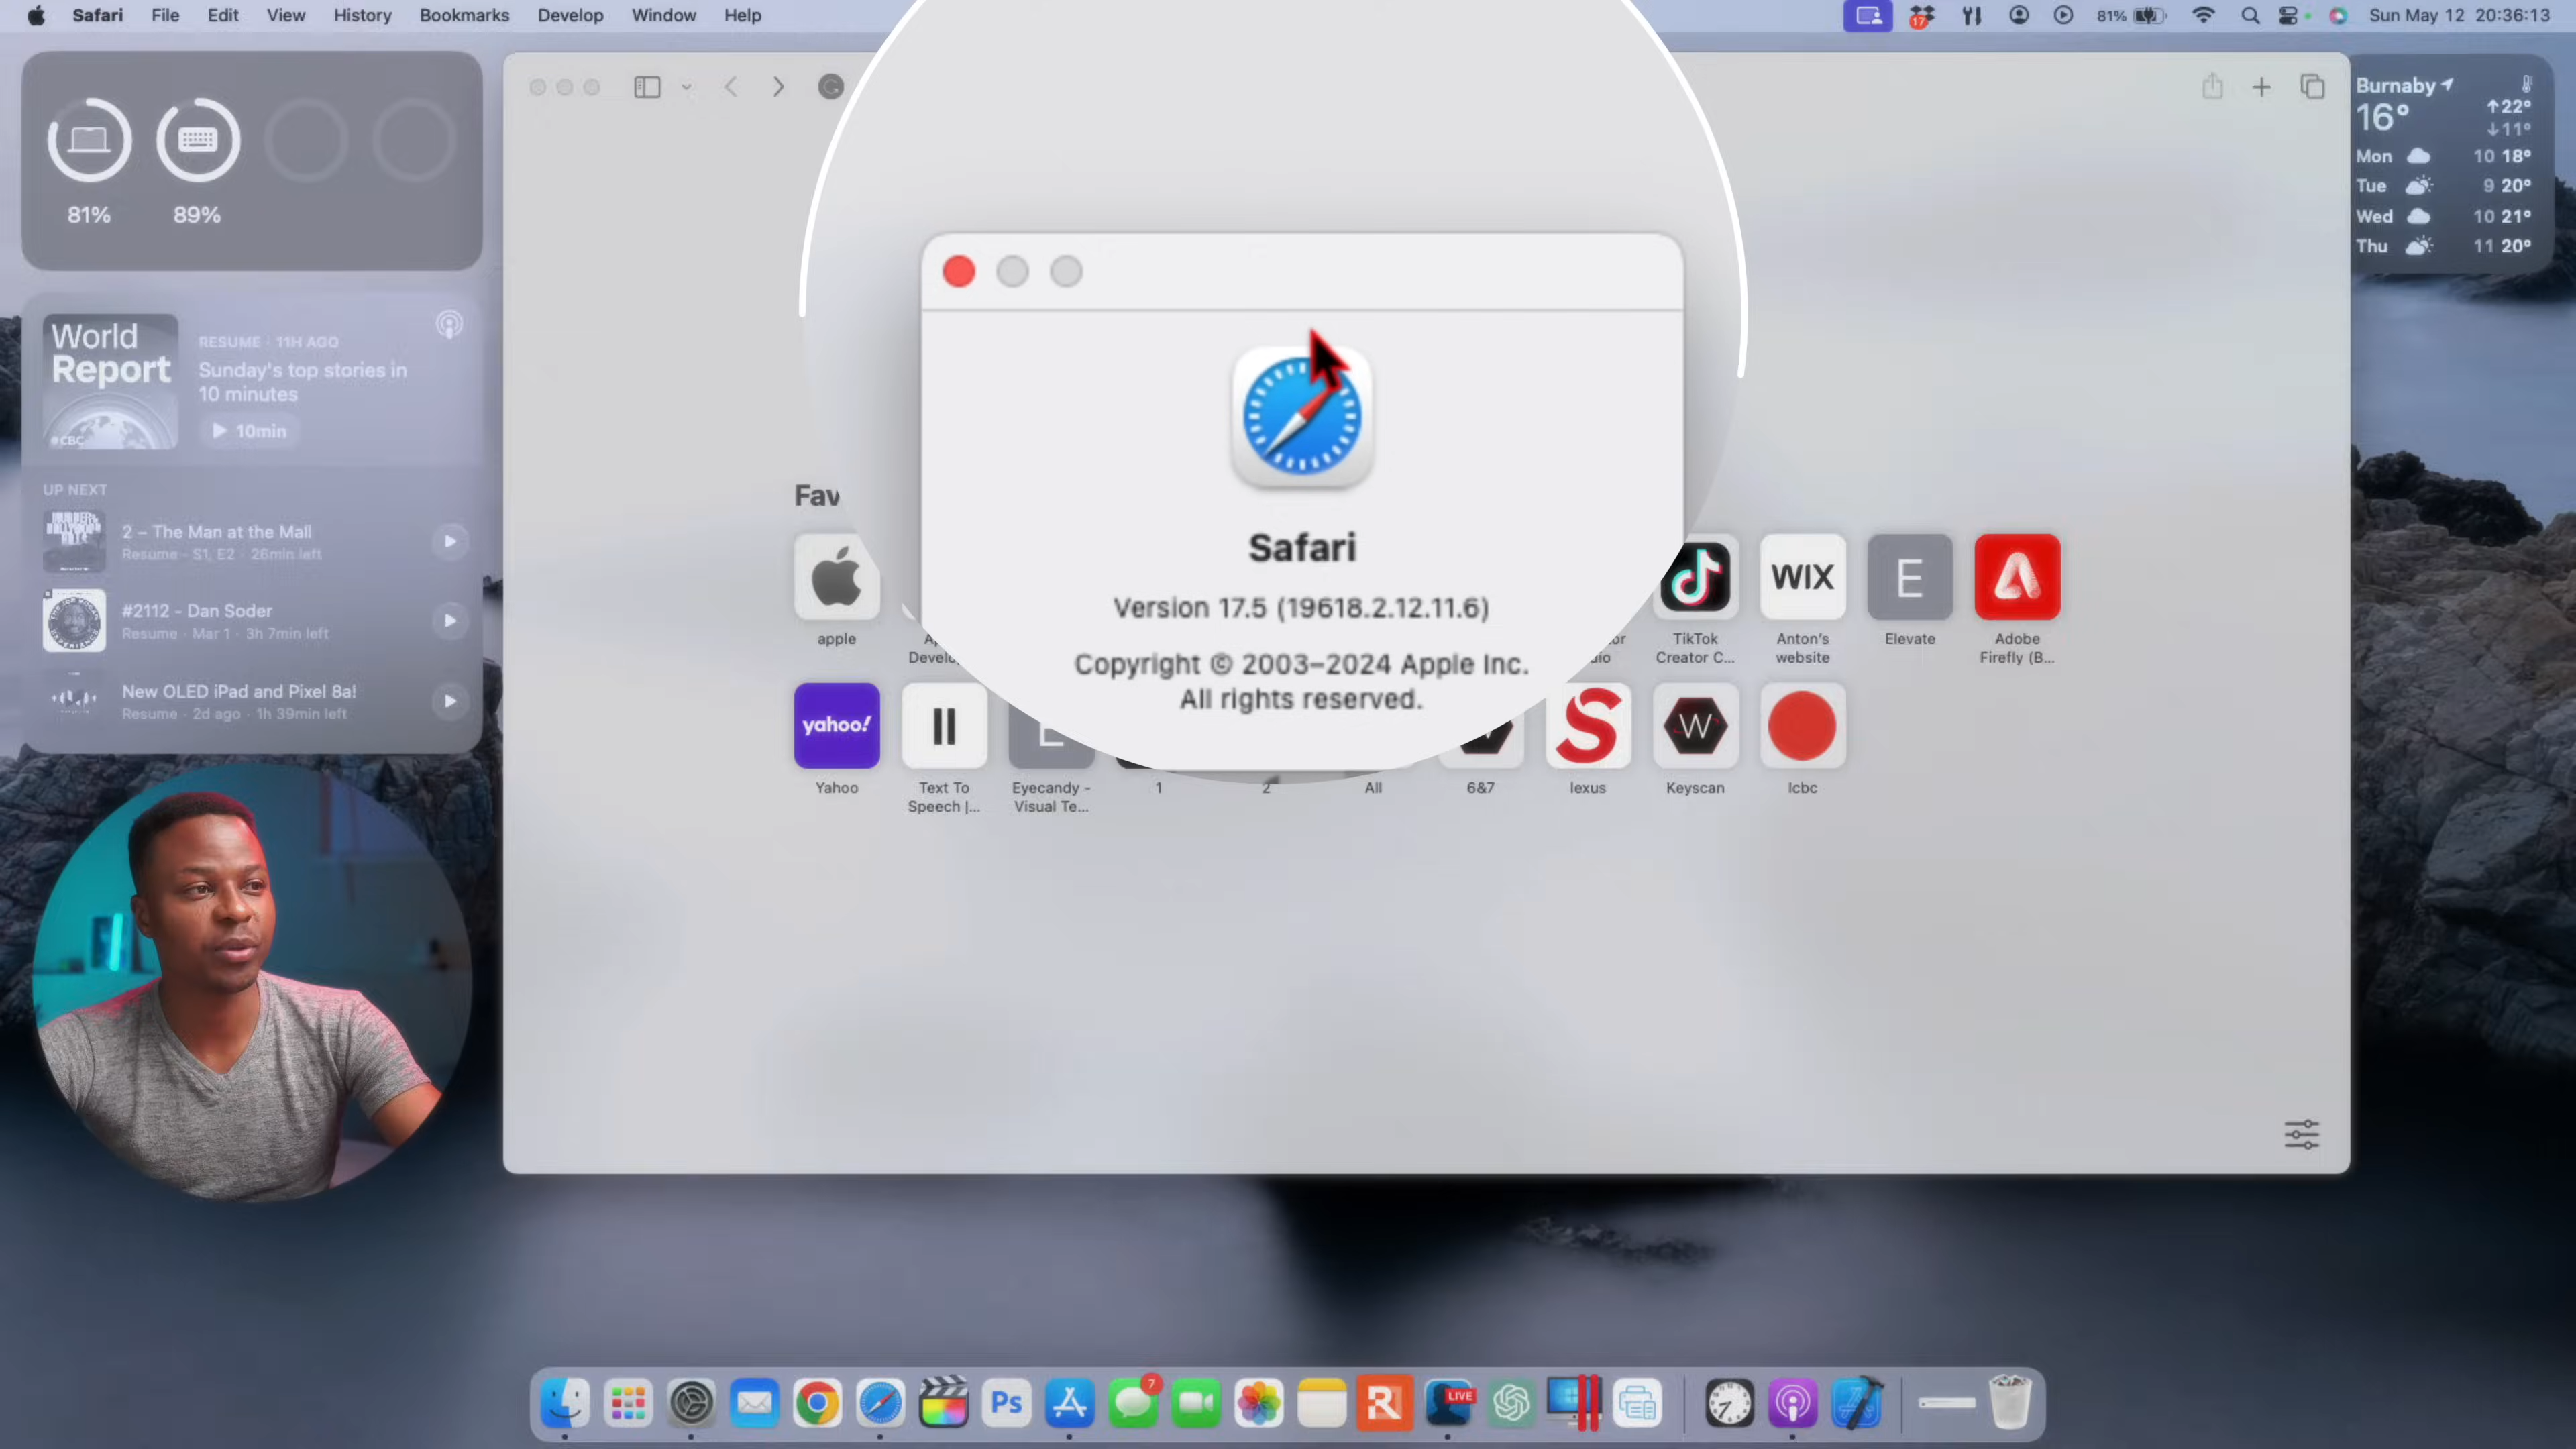 Safari File Edit View History Bookmarks Develop Window Help
17 81% Sun May 12 20:36:13
81% 89%
World
Report
CBC
RESUME · 11H AGO
Sunday's top stories in
10 minutes
10min
UP NEXT
2 – The Man at the Mall
Resume · S1, E2 · 26min left
#2112 - Dan Soder
Resume · Mar 1 · 3h 7min left
New OLED iPad and Pixel 8a!
Resume · 2d ago · 1h 39min left
Burnaby
16° ↑22°
↓11°
Mon 10 18°
Tue 9 20°
Wed 10 21°
Thu 11 20°
Safari
Version 17.5 (19618.2.12.11.6)
Copyright © 2003–2024 Apple Inc.
All rights reserved.
Fav
WIX E
apple
Develo
TikTok
Creator C...
Anton's
website
Elevate
Adobe
Firefly (B...
yahoo! S W
Yahoo
Text To
Speech |...
Eyecandy -
Visual Te...
1
2
All
6&7
lexus
Keyscan
Icbc
Ps 7 R LIVE